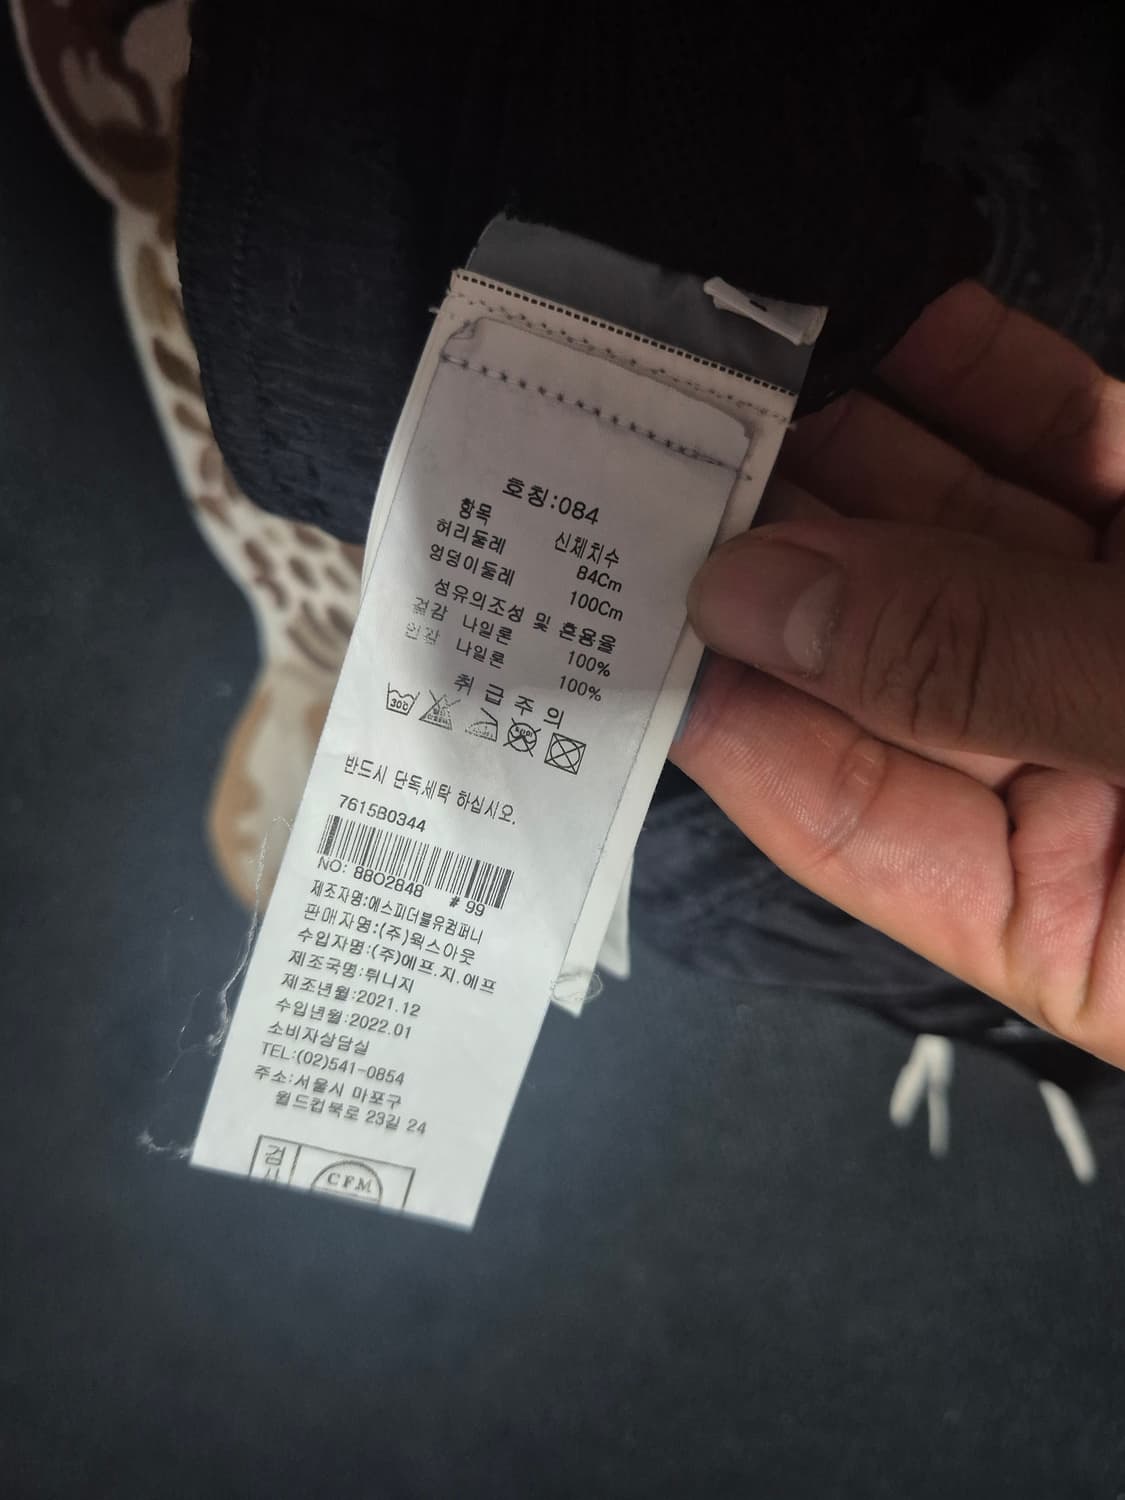 호칭:084
항목 신체치수
허리둘레 84Cm
엉덩이둘레 100Cm
섬유의조성 및 혼용율
겉감 나일론 100%
안감 나일론 100%
취급주의
30℃
반드시 단독세탁 하십시오.
7615B0344
NO: 8802848 #99
제조자명:에스피더블유컴퍼니
판매자명:(주)웍스아웃
수입자명:(주)에프.지.에프
제조국명:튀니지
제조년월:2021.12
수입년월:2022.01
소비자상담실
TEL:(02)541-0854
주소:서울시 마포구
월드컵북로 23길 24
CFM